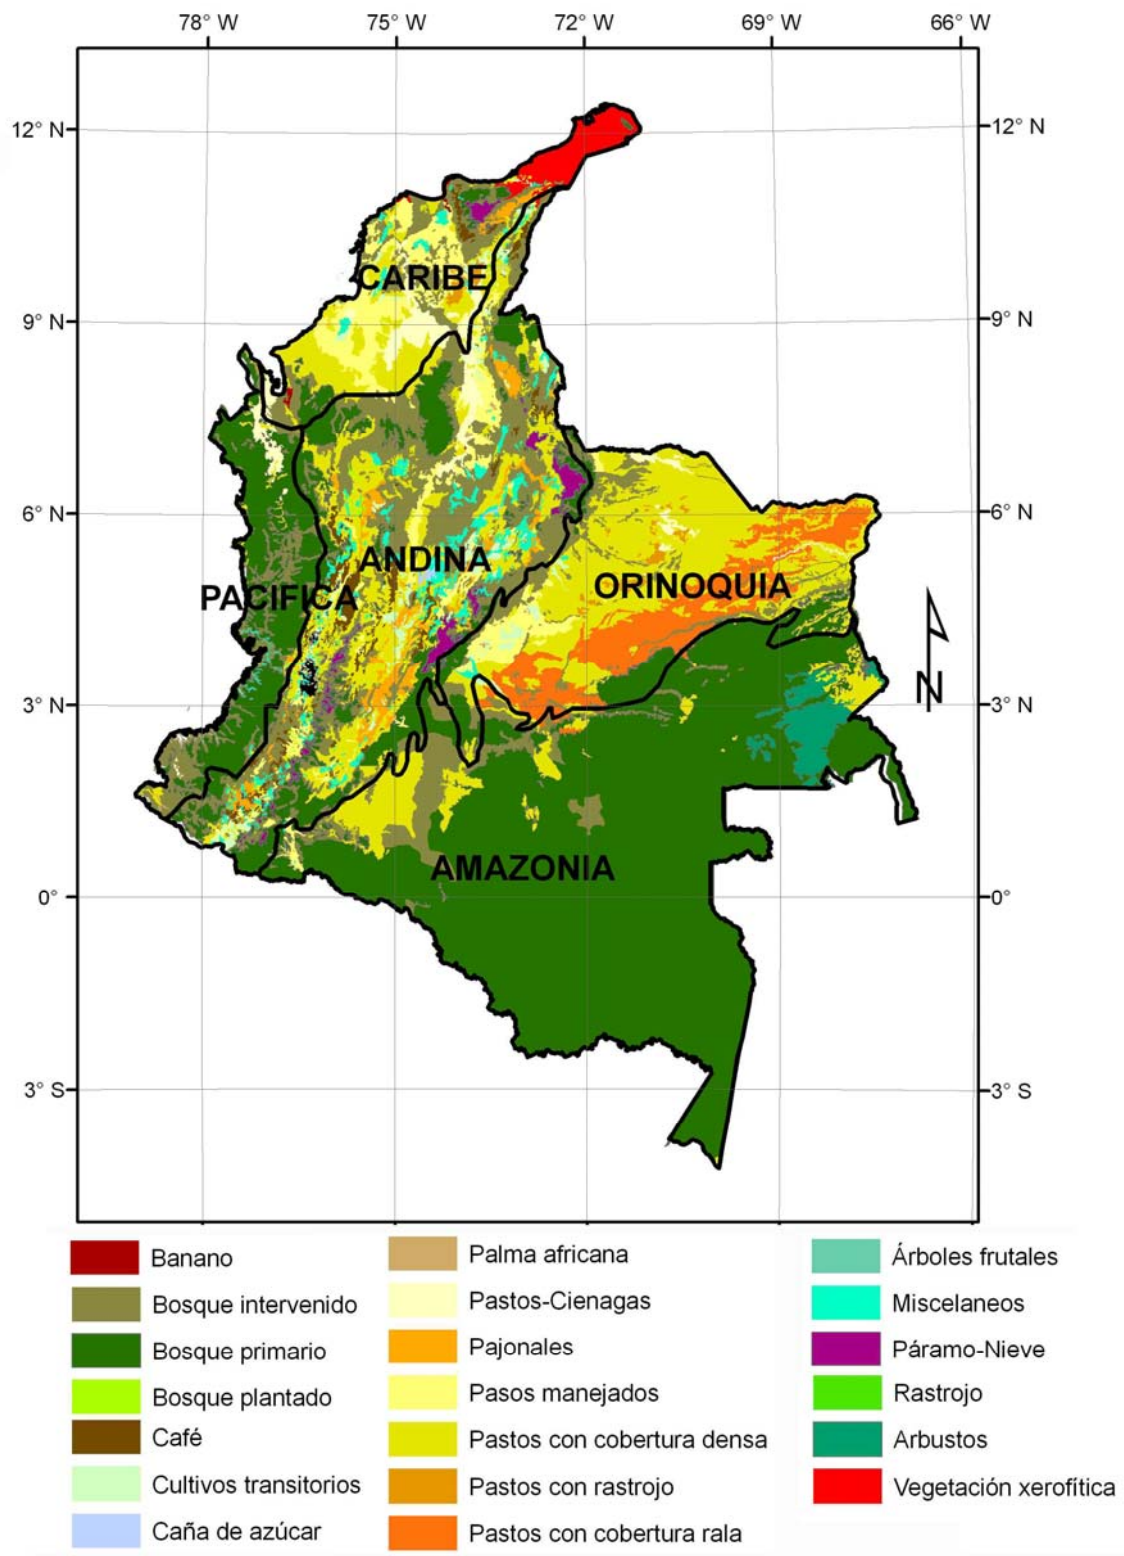 78° W 75° W 72° W 69° W 66° W
12° N 12° N
CARIBE
9° N 9° N
6° N 6° N
ANDINA
ORINOQUIA
PACIFICA
N
3° N 3° N
AMAZONIA
0° 0°
3° S 3° S
Banano
Bosque intervenido
Bosque primario
Bosque plantado
Café
Cultivos transitorios
Caña de azúcar
Palma africana
Pastos-Cienagas
Pajonales
Pasos manejados
Pastos con cobertura densa
Pastos con rastrojo
Pastos con cobertura rala
Árboles frutales
Miscelaneos
Páramo-Nieve
Rastrojo
Arbustos
Vegetación xerofítica